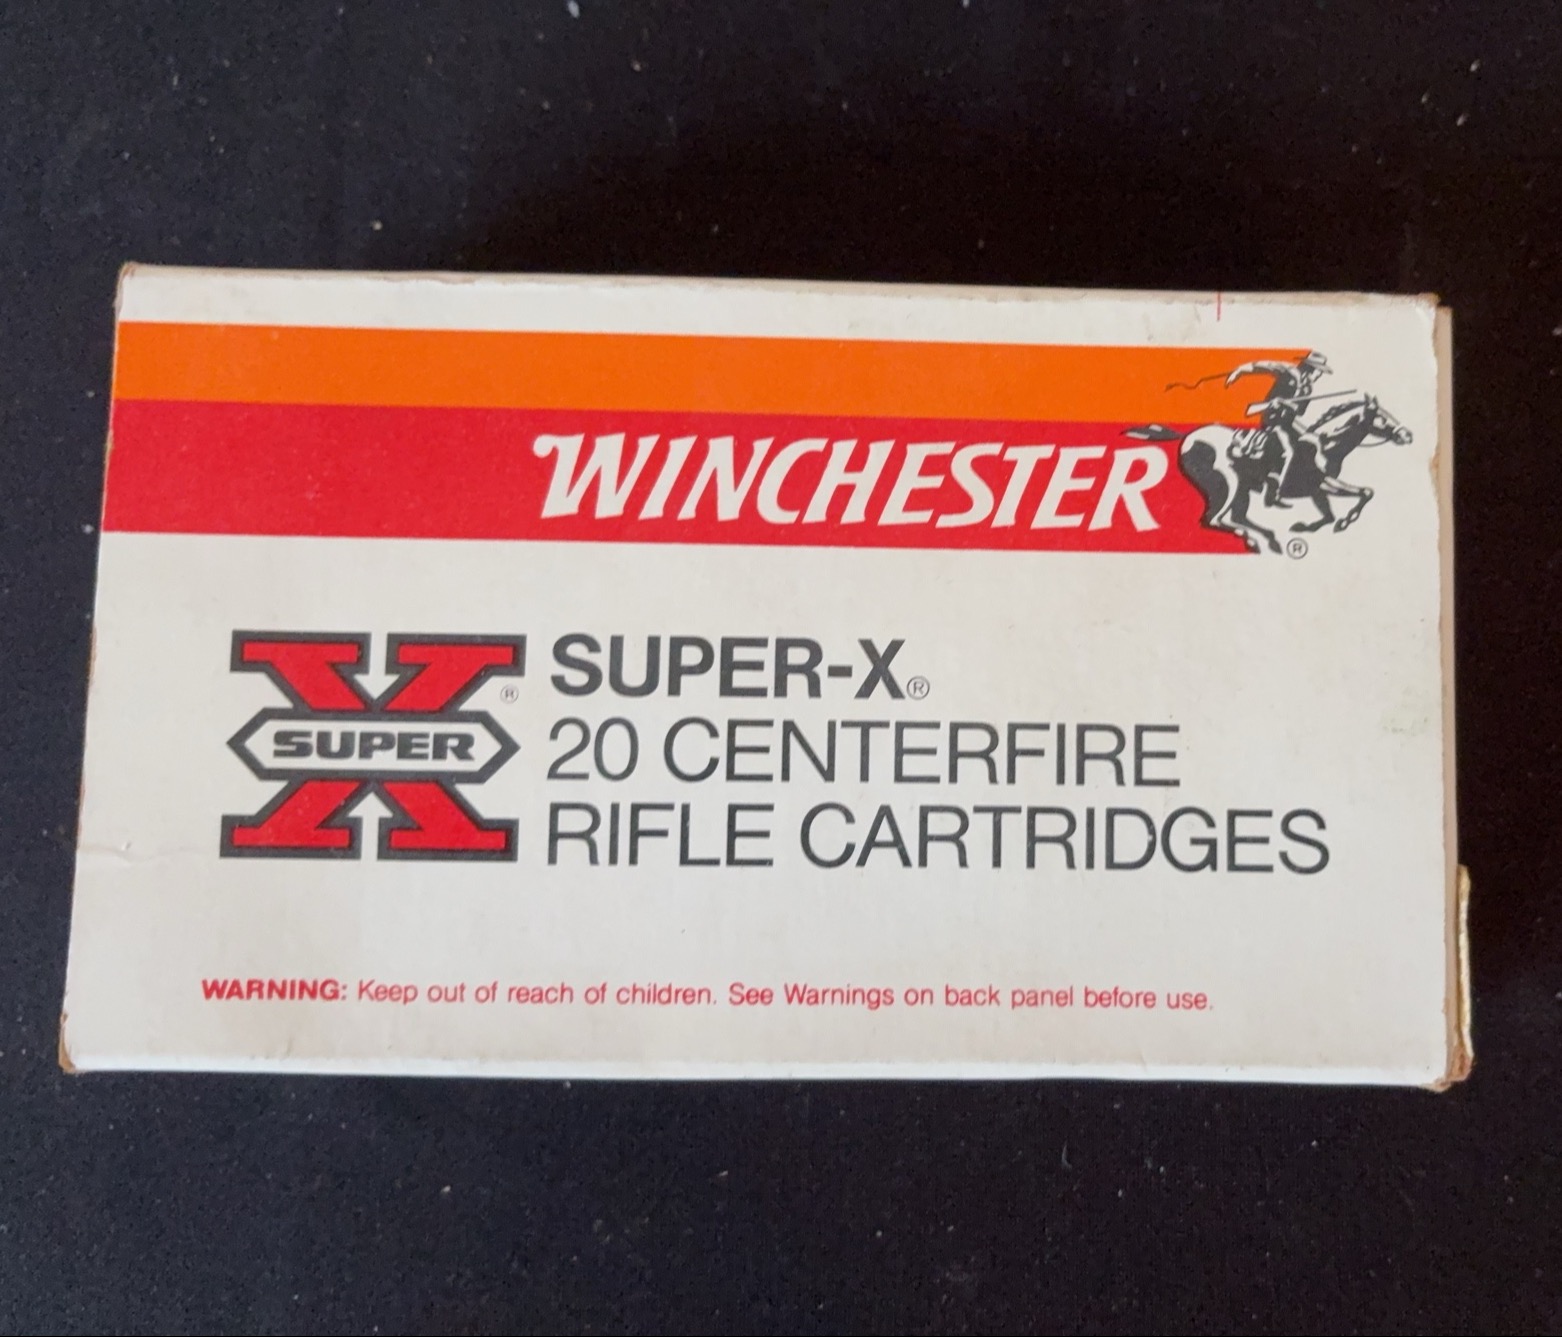 WINCHESTER
®
SUPER
®
SUPER-X®
20 CENTERFIRE
RIFLE CARTRIDGES
WARNING: Keep out of reach of children. See Warnings on back panel before use.